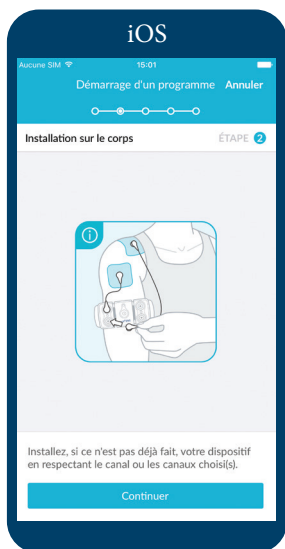 iOS
Aucune SIM 15:01
Démarrage d'un programme Annuler
Installation sur le corps ÉTAPE 2
i
Installez, si ce n'est pas déjà fait, votre dispositif
en respectant le canal ou les canaux choisi(s).
Continuer